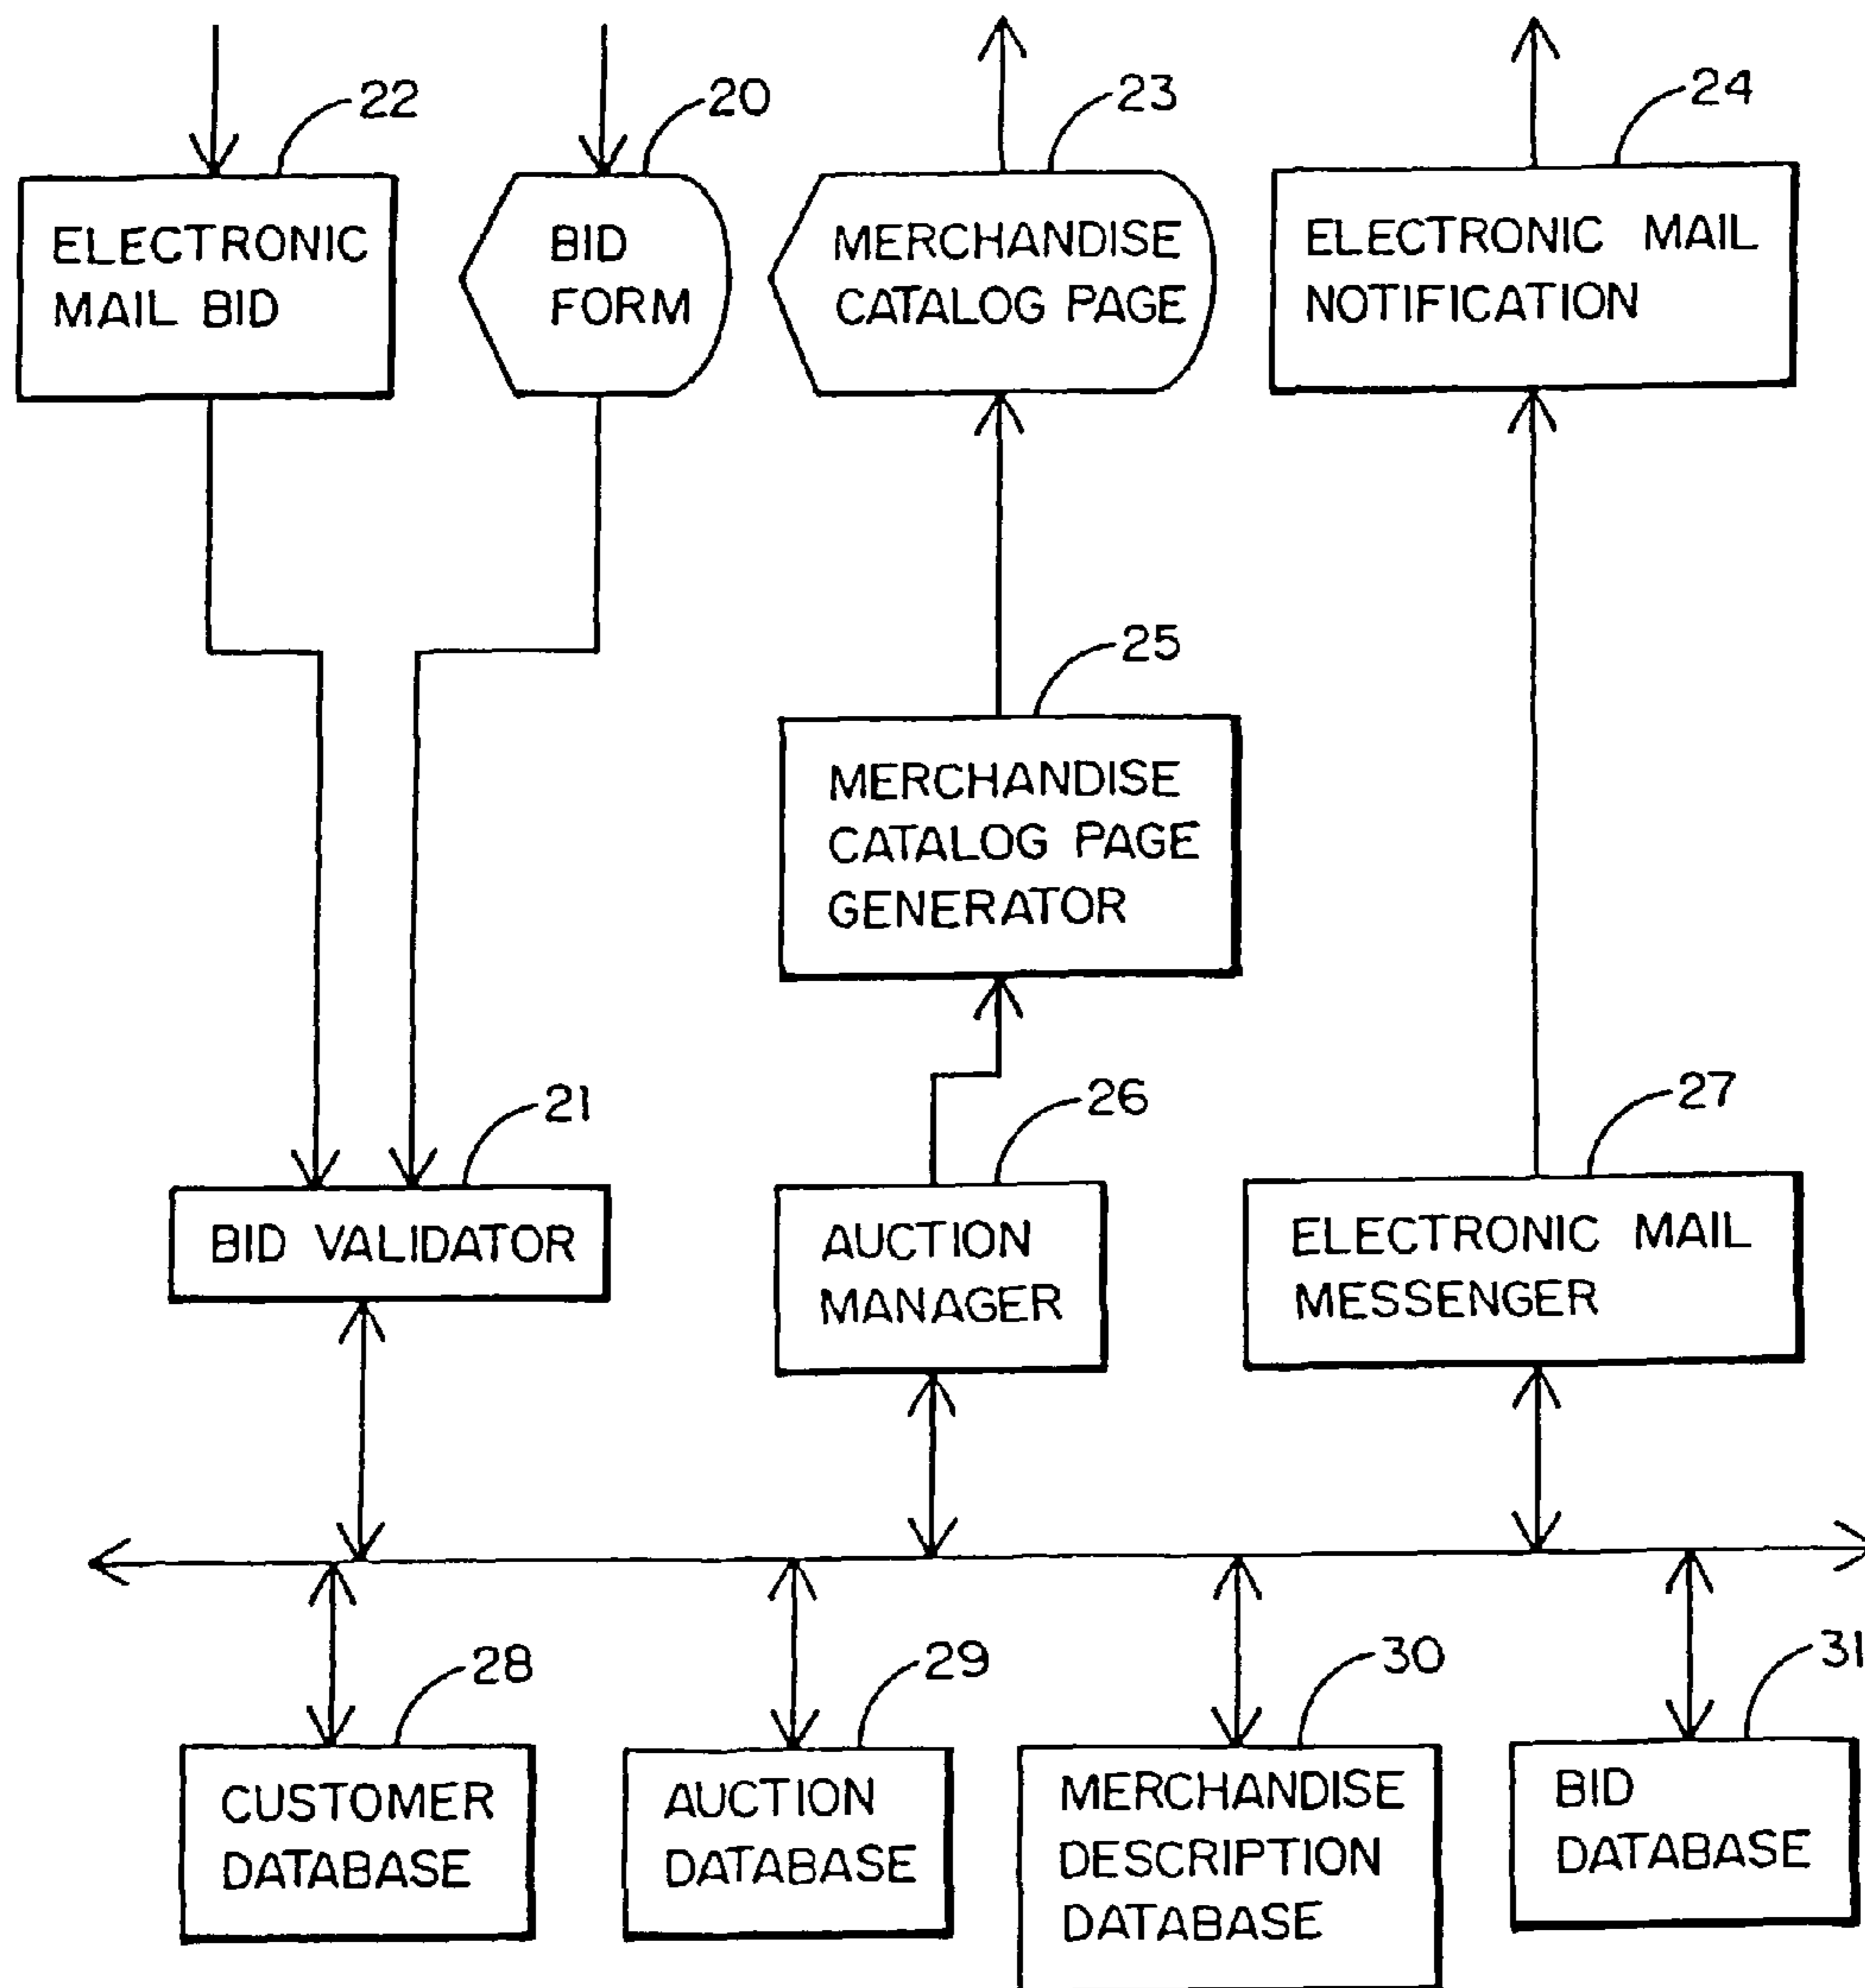 22
20
23
24
ELECTRONIC
MAIL BID
BID
FORM
MERCHANDISE
CATALOG PAGE
ELECTRONIC MAIL
NOTIFICATION
25
MERCHANDISE
CATALOG PAGE
GENERATOR
21
26
27
BID VALIDATOR
AUCTION
MANAGER
ELECTRONIC MAIL
MESSENGER
28
29
30
31
CUSTOMER
DATABASE
AUCTION
DATABASE
MERCHANDISE
DESCRIPTION
DATABASE
BID
DATABASE